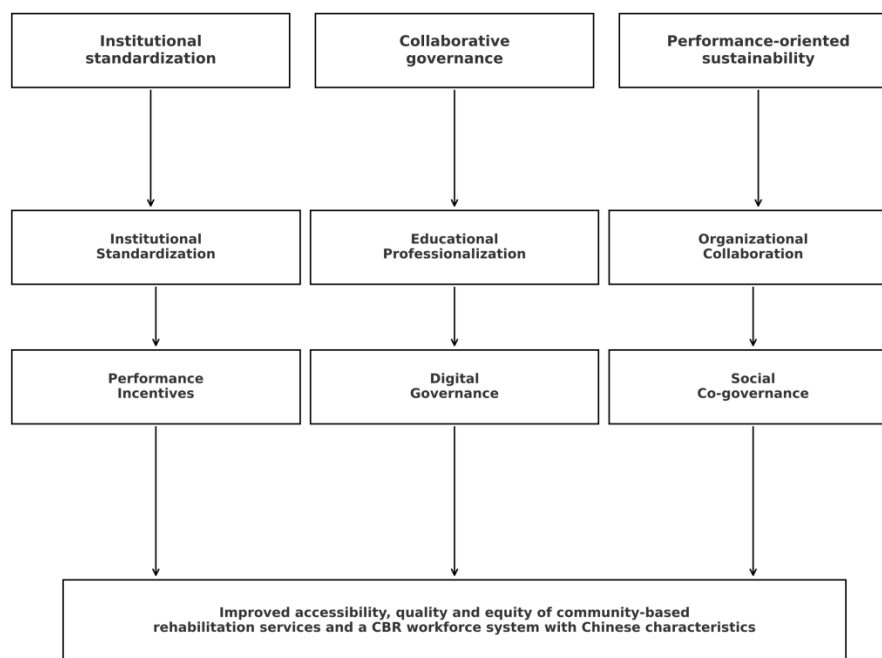 Institutional
standardization
Collaborative
governance
Performance-oriented
sustainability
Institutional
Standardization
Educational
Professionalization
Organizational
Collaboration
Performance
Incentives
Digital
Governance
Social
Co-governance
Improved accessibility, quality and equity of community-based
rehabilitation services and a CBR workforce system with Chinese characteristics